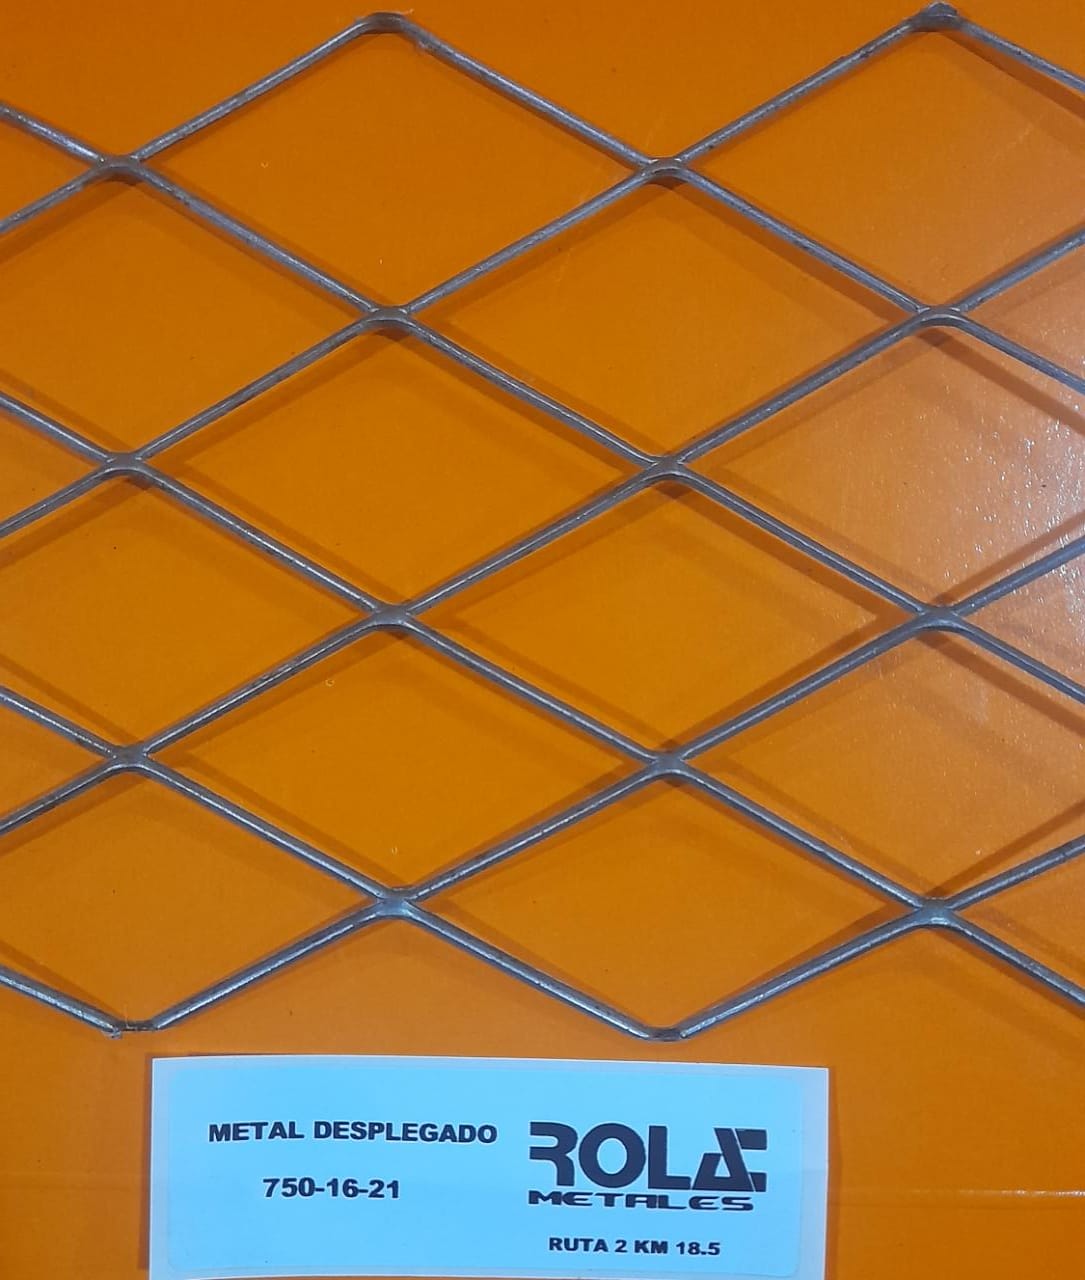 METAL DESPLEGADO
750-16-21
ROLA
METALES
RUTA 2 KM 18.5